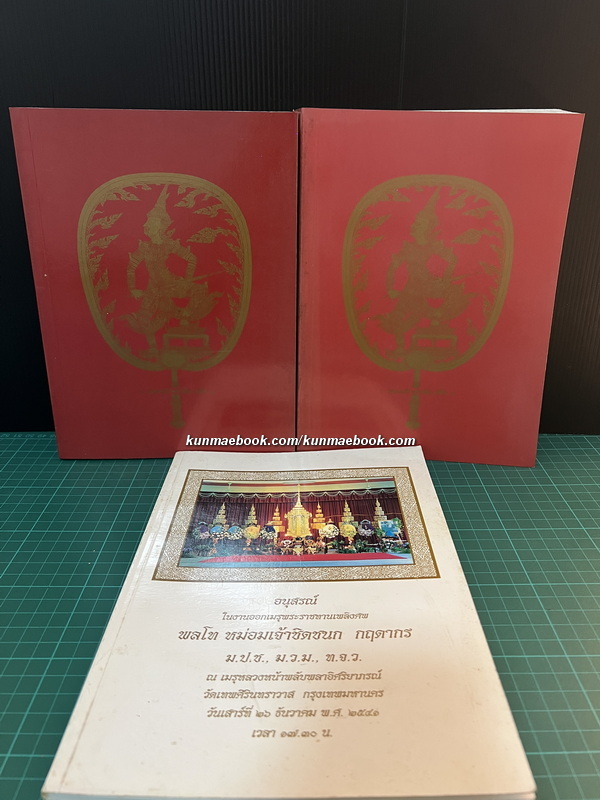 kunmaebook.com/kunmaebook.com
อนุสรณ์
ในงานออกเมรุพระราชทานเพลิงศพ
พลโท หม่อมเจ้าชิดชนก กฤดากร
ม.ป.ช., ม.ว.ม., ท.จ.ว.
ณ เมรุหลวงหน้าพลับพลาอิศริยาภรณ์
วัดเทพศิรินทราวาส กรุงเทพมหานคร
วันเสาร์ที่ ๒๖ ธันวาคม พ.ศ. ๒๕๔๑
เวลา ๑๗.๓๐ น.